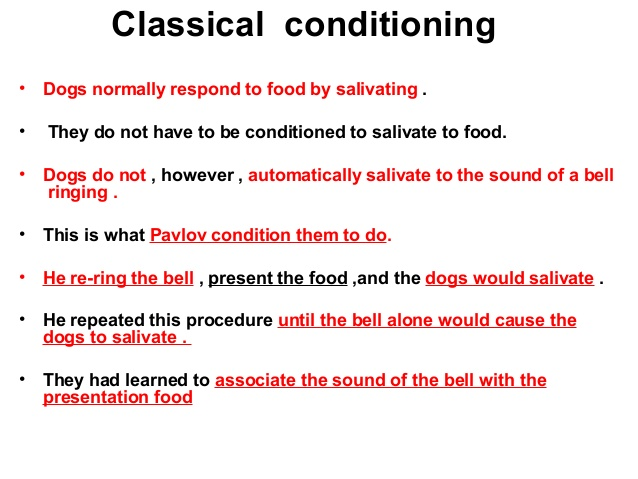 Classical conditioning
• Dogs normally respond to food by salivating .
• They do not have to be conditioned to salivate to food.
• Dogs do not , however , automatically salivate to the sound of a bell
ringing .
• This is what Pavlov condition them to do.
• He re-ring the bell , present the food ,and the dogs would salivate .
• He repeated this procedure until the bell alone would cause the
dogs to salivate .
• They had learned to associate the sound of the bell with the
presentation food